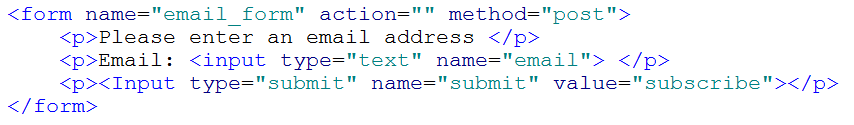 <form name="email_form" action="" method="post">
<p>Please enter an email address </p>
<p>Email: <input type="text" name="email"> </p>
<p><Input type="submit" name="submit" value="subscribe"></p>
</form>